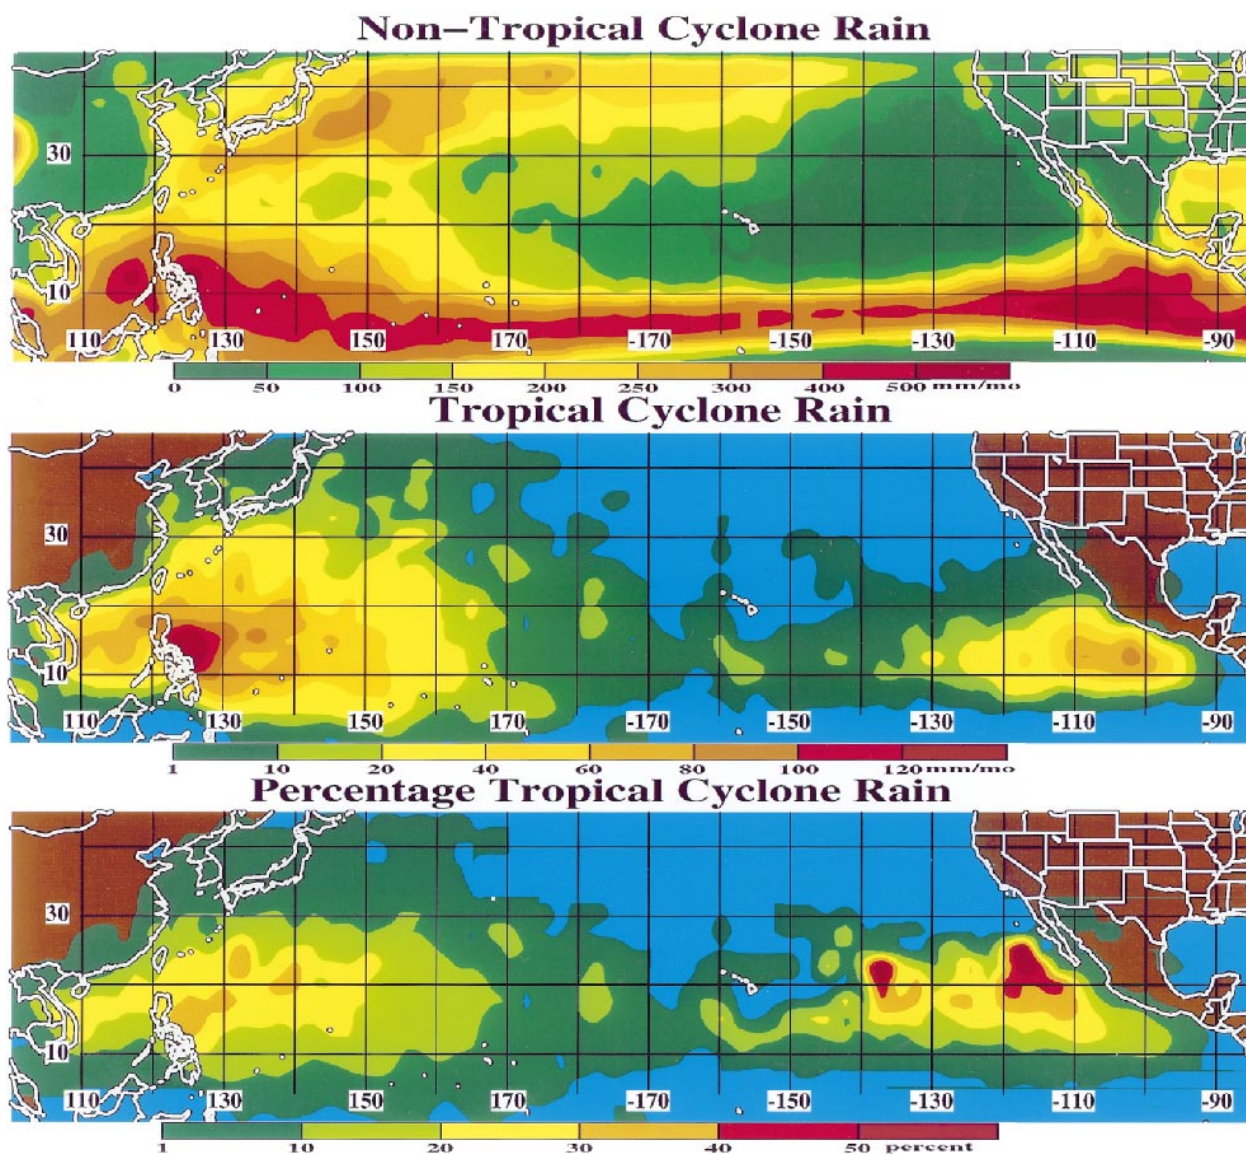 Non-Tropical Cyclone Rain
30
10
110 130 150 170 -170 -150 -130 -110 -90
0 50 100 150 200 250 300 400 500 mm/mo
Tropical Cyclone Rain
30
10
110 130 150 170 -170 -150 -130 -110 -90
1 10 20 40 60 80 100 120 mm/mo
Percentage Tropical Cyclone Rain
30
10
110 130 150 170 -170 -150 -130 -110 -90
1 10 20 30 40 50 percent